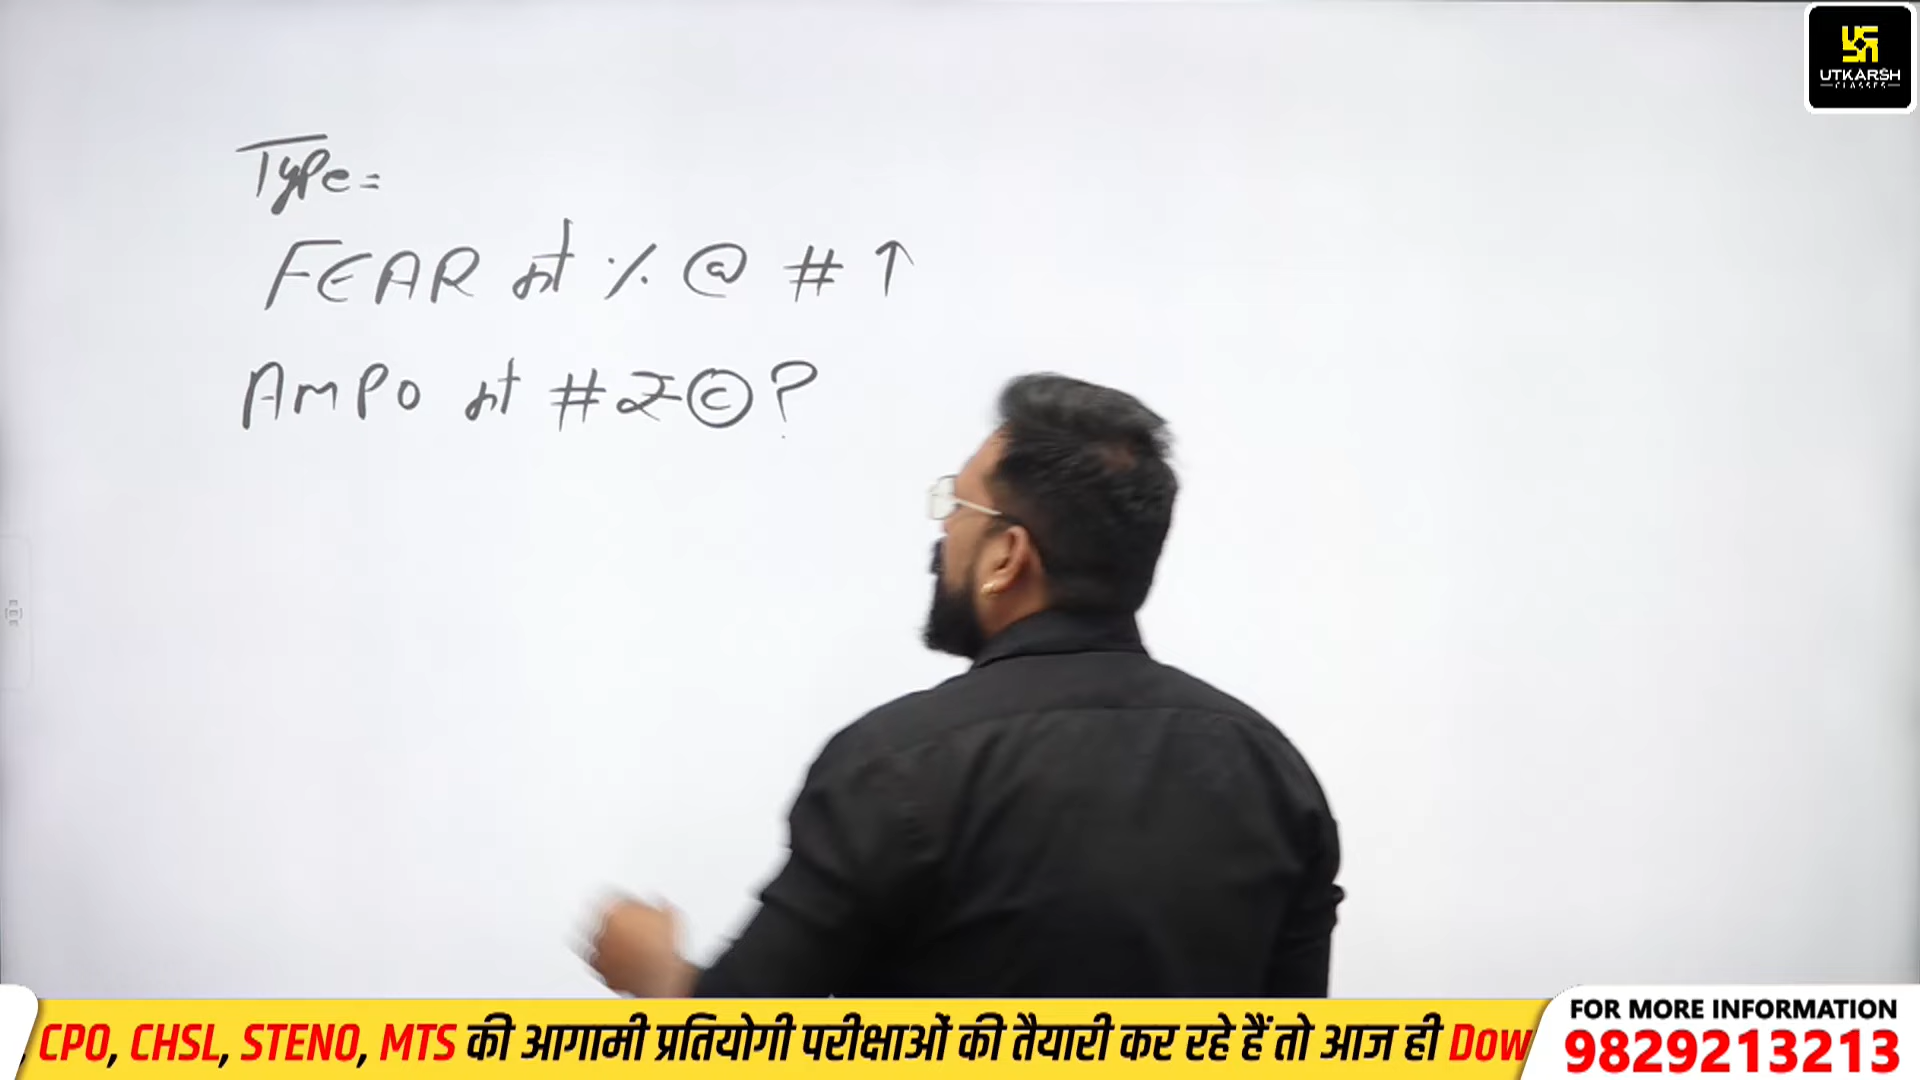 UTKARSH
CLASSES
Type=
FEAR को % @ # ↑
AMPO को # ₹ © ?
, CPO, CHSL, STENO, MTS की आगामी प्रतियोगी परीक्षाओं की तैयारी कर रहे हैं तो आज ही Dow
FOR MORE INFORMATION
9829213213